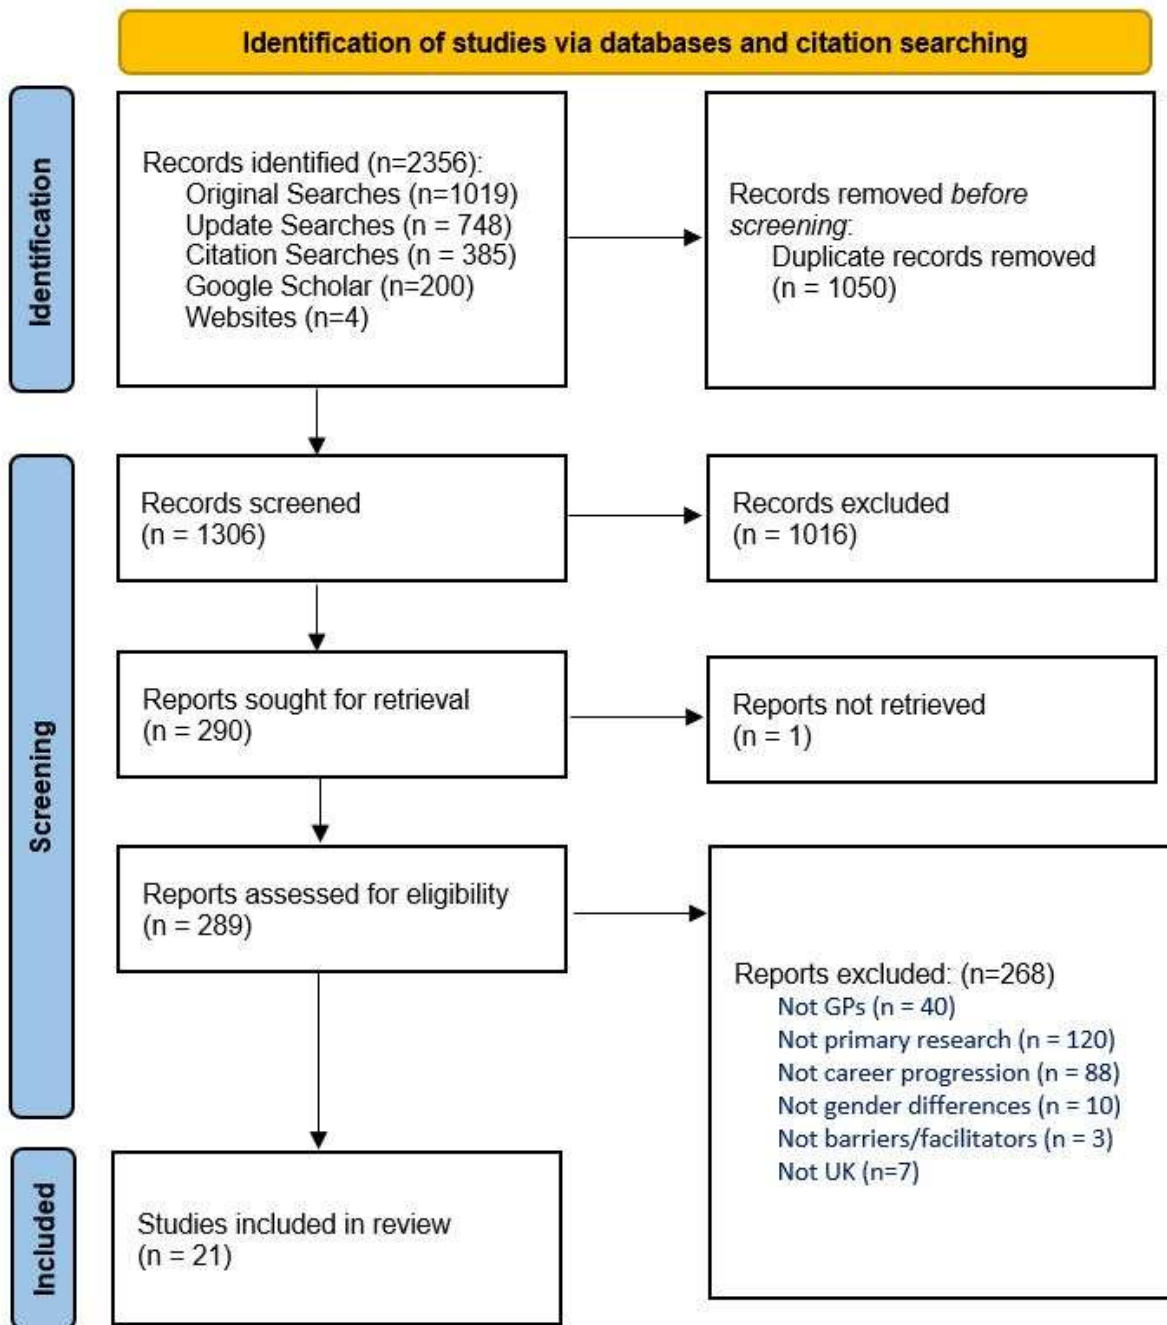 Identification of studies via databases and citation searching
Identification
Records identified (n=2356):
Original Searches (n=1019)
Update Searches (n = 748)
Citation Searches (n = 385)
Google Scholar (n=200)
Websites (n=4)
Records removed before
screening:
Duplicate records removed
(n = 1050)
Screening
Records screened
(n = 1306)
Records excluded
(n = 1016)
Reports sought for retrieval
(n = 290)
Reports not retrieved
(n = 1)
Reports assessed for eligibility
(n = 289)
Reports excluded: (n=268)
Not GPs (n = 40)
Not primary research (n = 120)
Not career progression (n = 88)
Not gender differences (n = 10)
Not barriers/facilitators (n = 3)
Not UK (n=7)
Included
Studies included in review
(n = 21)